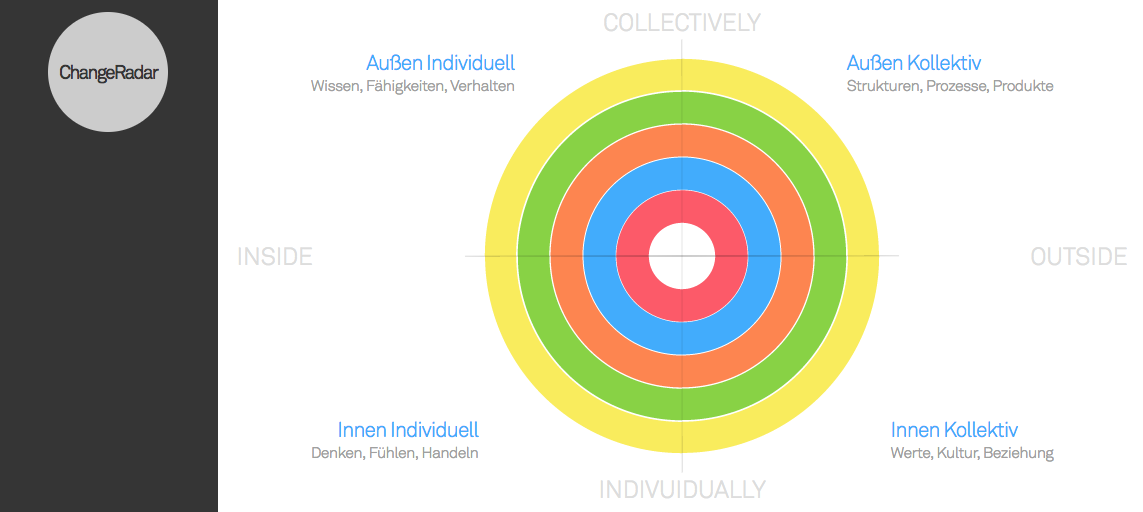 ChangeRadar
COLLECTIVELY
Außen Individuell
Wissen, Fähigkeiten, Verhalten
Außen Kollektiv
Strukturen, Prozesse, Produkte
INSIDE
OUTSIDE
Innen Individuell
Denken, Fühlen, Handeln
Innen Kollektiv
Werte, Kultur, Beziehung
INDIVUIDUALLY